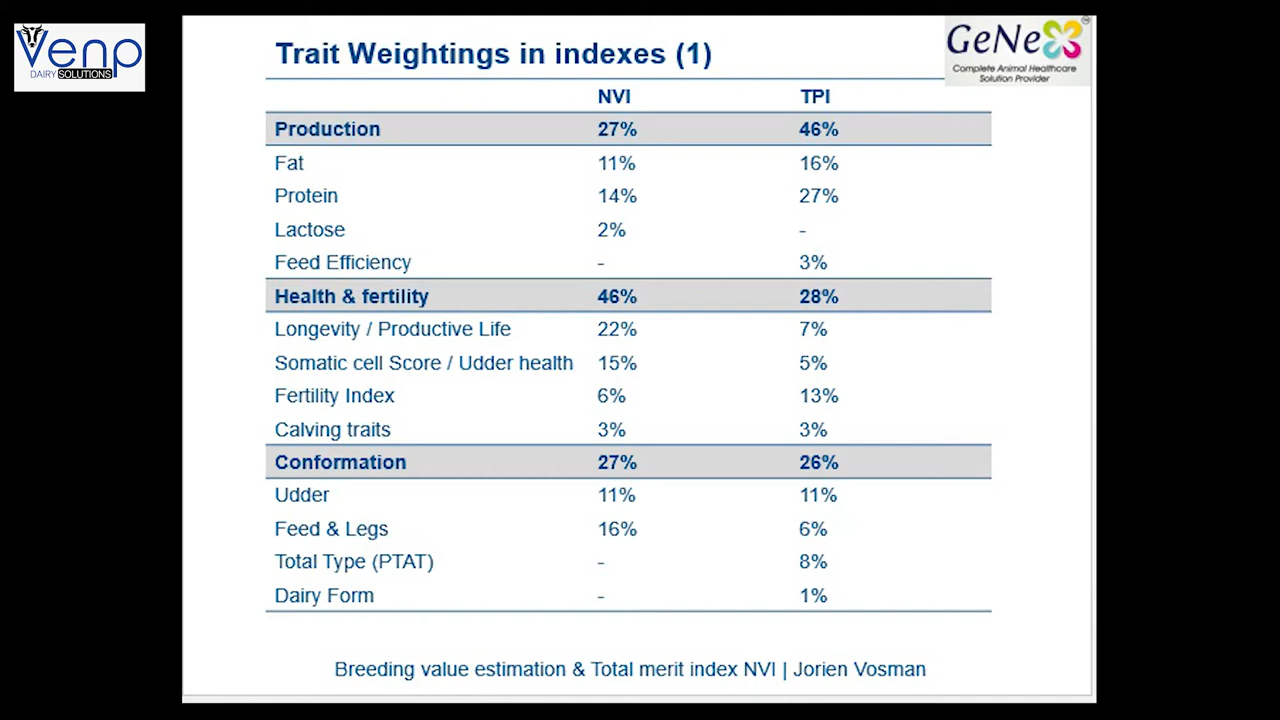 Venp
DAIRY SOLUTIONS
Trait Weightings in indexes (1)
GeNeX
Complete Animal Healthcare
Solution Provider
NVI TPI
Production 27% 46%
Fat 11% 16%
Protein 14% 27%
Lactose 2% -
Feed Efficiency - 3%
Health & fertility 46% 28%
Longevity / Productive Life 22% 7%
Somatic cell Score / Udder health 15% 5%
Fertility Index 6% 13%
Calving traits 3% 3%
Conformation 27% 26%
Udder 11% 11%
Feed & Legs 16% 6%
Total Type (PTAT) - 8%
Dairy Form - 1%
Breeding value estimation & Total merit index NVI | Jorien Vosman